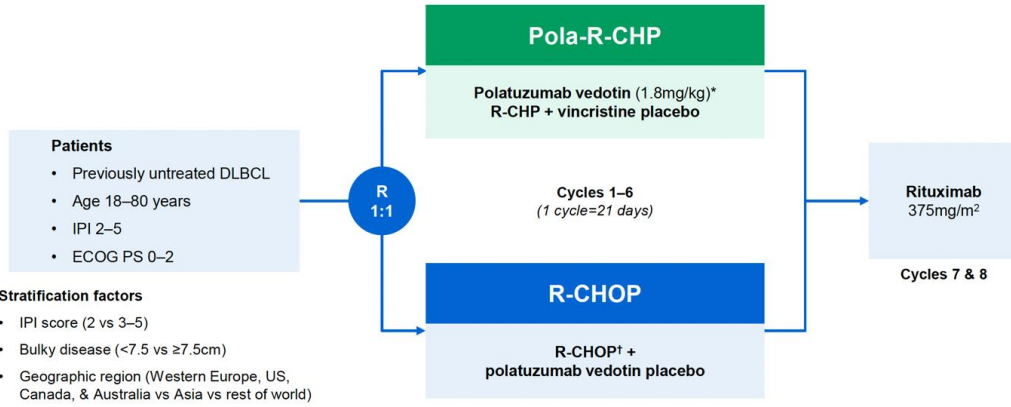 Patients
• Previously untreated DLBCL
• Age 18–80 years
• IPI 2–5
• ECOG PS 0–2
Stratification factors
• IPI score (2 vs 3–5)
• Bulky disease (<7.5 vs ≥7.5cm)
• Geographic region (Western Europe, US,
Canada, & Australia vs Asia vs rest of world)
R
1:1
Pola-R-CHP
Polatuzumab vedotin (1.8mg/kg)*
R-CHP + vincristine placebo
Cycles 1–6
(1 cycle=21 days)
R-CHOP
R-CHOP† +
polatuzumab vedotin placebo
Rituximab
375mg/m²
Cycles 7 & 8